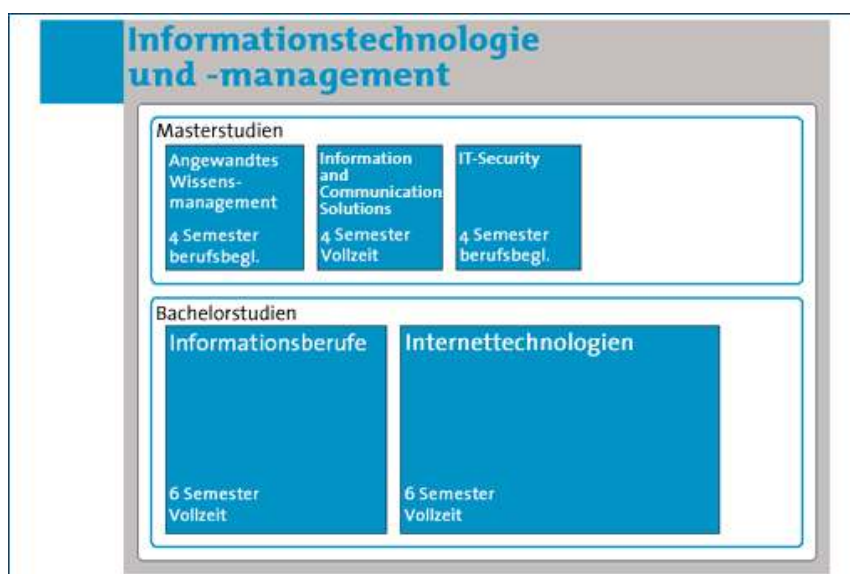 Informationstechnologie
und -management
Masterstudien
Angewandtes
Wissens-
management
4 Semester
berufsbegl.
Information
and
Communication
Solutions
4 Semester
Vollzeit
IT-Security
4 Semester
berufsbegl.
Bachelorstudien
Informationsberufe
6 Semester
Vollzeit
Internettechnologien
6 Semester
Vollzeit